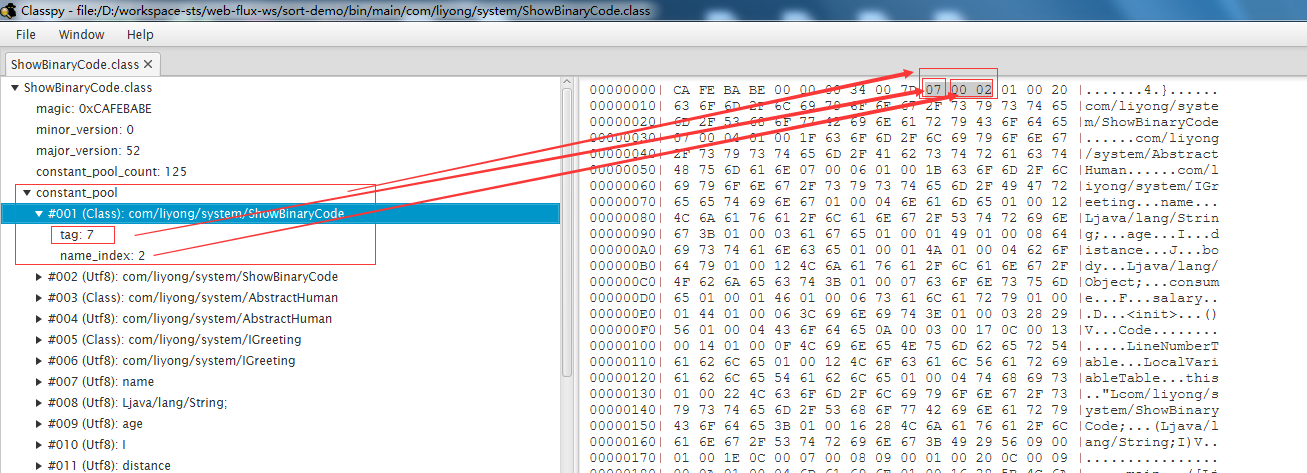 Classpy - file:/D:/workspace-sts/web-flux-ws/sort-demo/bin/main/com/liyong/system/ShowBinaryCode.class
File Window Help
ShowBinaryCode.class ✕
ShowBinaryCode.class
magic: 0xCAFEBABE
minor_version: 0
major_version: 52
constant_pool_count: 125
constant_pool
#001 (Class): com/liyong/system/ShowBinaryCode
tag: 7
name_index: 2
#002 (Utf8): com/liyong/system/ShowBinaryCode
#003 (Class): com/liyong/system/AbstractHuman
#004 (Utf8): com/liyong/system/AbstractHuman
#005 (Class): com/liyong/system/IGreeting
#006 (Utf8): com/liyong/system/IGreeting
#007 (Utf8): name
#008 (Utf8): Ljava/lang/String;
#009 (Utf8): age
#010 (Utf8): I
#011 (Utf8): distance
00000000| CA FE BA BE 00 00 00 34 00 7D 07 00 02 01 00 20 |.......4.}.....
00000010| 63 6F 6D 2F 6C 69 79 6F 6E 67 2F 73 79 73 74 65 |com/liyong/syste
00000020| 6D 2F 53 68 6F 77 42 69 6E 61 72 79 43 6F 64 65 |m/ShowBinaryCode
00000030| 07 00 04 01 00 1F 63 6F 6D 2F 6C 69 79 6F 6E 67 |......com/liyong
00000040| 2F 73 79 73 74 65 6D 2F 41 62 73 74 72 61 63 74 |/system/Abstract
00000050| 48 75 6D 61 6E 07 00 06 01 00 1B 63 6F 6D 2F 6C |Human......com/l
00000060| 69 79 6F 6E 67 2F 73 79 73 74 65 6D 2F 49 47 72 |iyong/system/IGr
00000070| 65 65 74 69 6E 67 01 00 04 6E 61 6D 65 01 00 12 |eeting...name...
00000080| 4C 6A 61 76 61 2F 6C 61 6E 67 2F 53 74 72 69 6E |Ljava/lang/Strin
00000090| 67 3B 01 00 03 61 67 65 01 00 01 49 01 00 08 64 |g;...age...I...d
000000A0| 69 73 74 61 6E 63 65 01 00 01 4A 01 00 04 62 6F |istance...J...bo
000000B0| 64 79 01 00 12 4C 6A 61 76 61 2F 6C 61 6E 67 2F |dy...Ljava/lang/
000000C0| 4F 62 6A 65 63 74 3B 01 00 07 63 6F 6E 73 75 6D |Object;...consum
000000D0| 65 01 00 01 46 01 00 06 73 61 6C 61 72 79 01 00 |e...F...salary..
000000E0| 01 44 01 00 06 3C 69 6E 69 74 3E 01 00 03 28 29 |.D...<init>...()
000000F0| 56 01 00 04 43 6F 64 65 0A 00 03 00 17 0C 00 13 |V...Code........
00000100| 00 14 01 00 0F 4C 69 6E 65 4E 75 6D 62 65 72 54 |.....LineNumberT
00000110| 61 62 6C 65 01 00 12 4C 6F 63 61 6C 56 61 72 69 |able...LocalVari
00000120| 61 62 6C 65 54 61 62 6C 65 01 00 04 74 68 69 73 |ableTable...this
00000130| 01 00 22 4C 63 6F 6D 2F 6C 69 79 6F 6E 67 2F 73 |.."Lcom/liyong/s
00000140| 79 73 74 65 6D 2F 53 68 6F 77 42 69 6E 61 72 79 |ystem/ShowBinary
00000150| 43 6F 64 65 3B 01 00 16 28 4C 6A 61 76 61 2F 6C |Code;...(Ljava/l
00000160| 61 6E 67 2F 53 74 72 69 6E 67 3B 49 29 56 09 00 |ang/String;I)V..
00000170| 01 00 1E 0C 00 07 00 08 09 00 01 00 20 0C 00 09 |............ ...